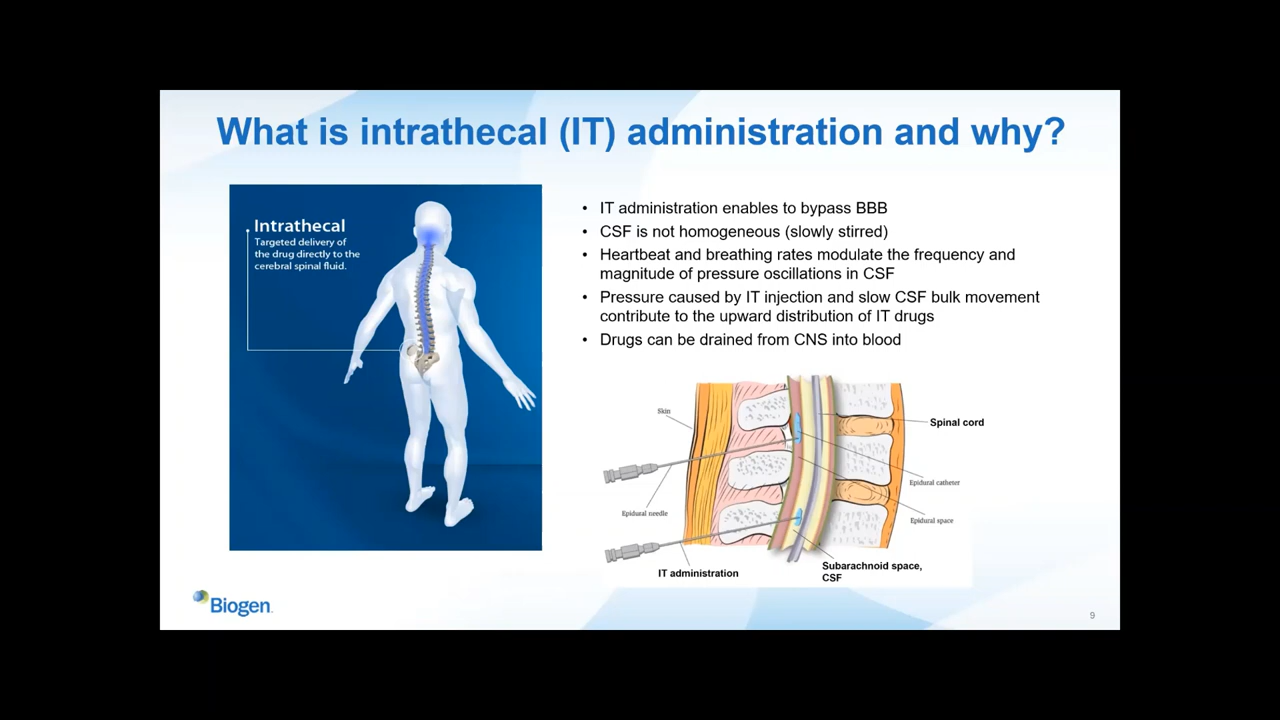 What is intrathecal (IT) administration and why?
Intrathecal
Targeted delivery of
the drug directly to the
cerebral spinal fluid.
• IT administration enables to bypass BBB
• CSF is not homogeneous (slowly stirred)
• Heartbeat and breathing rates modulate the frequency and
magnitude of pressure oscillations in CSF
• Pressure caused by IT injection and slow CSF bulk movement
contribute to the upward distribution of IT drugs
• Drugs can be drained from CNS into blood
Skin
Spinal cord
Epidural catheter
Epidural needle
Epidural space
IT administration
Subarachnoid space,
CSF
Biogen
9